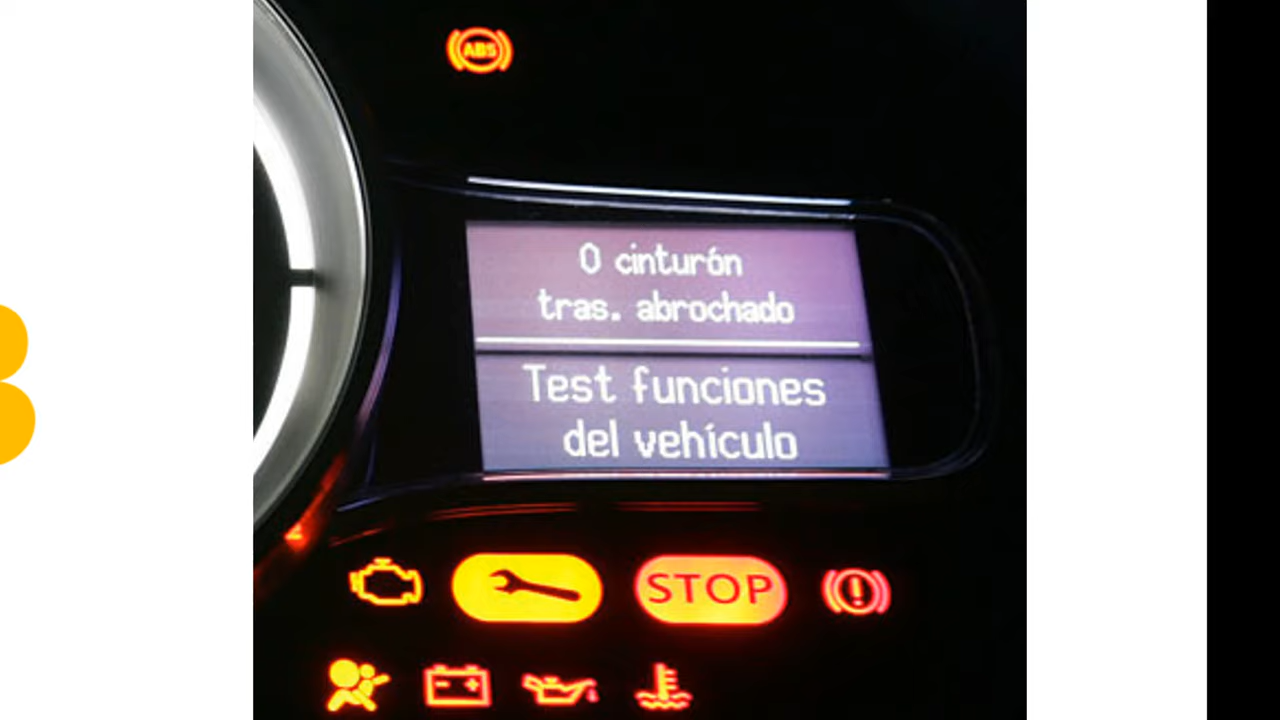 ABS
0 cinturón
tras. abrochado
Test funciones
del vehículo
STOP